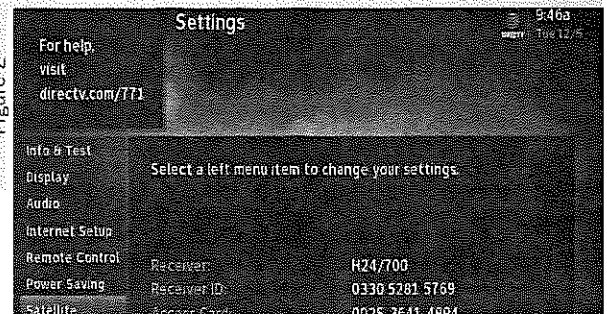 Figure 2
Settings
9:46a
Tue 12/6
For help,
visit
directv.com/771
Info & Test
Display
Audio
Internet Setup
Remote Control
Power Saving
Satellite
Select a left menu item to change your settings.
Receiver:
H24/700
Receiver ID:
0330 5281 5769
Access Card: